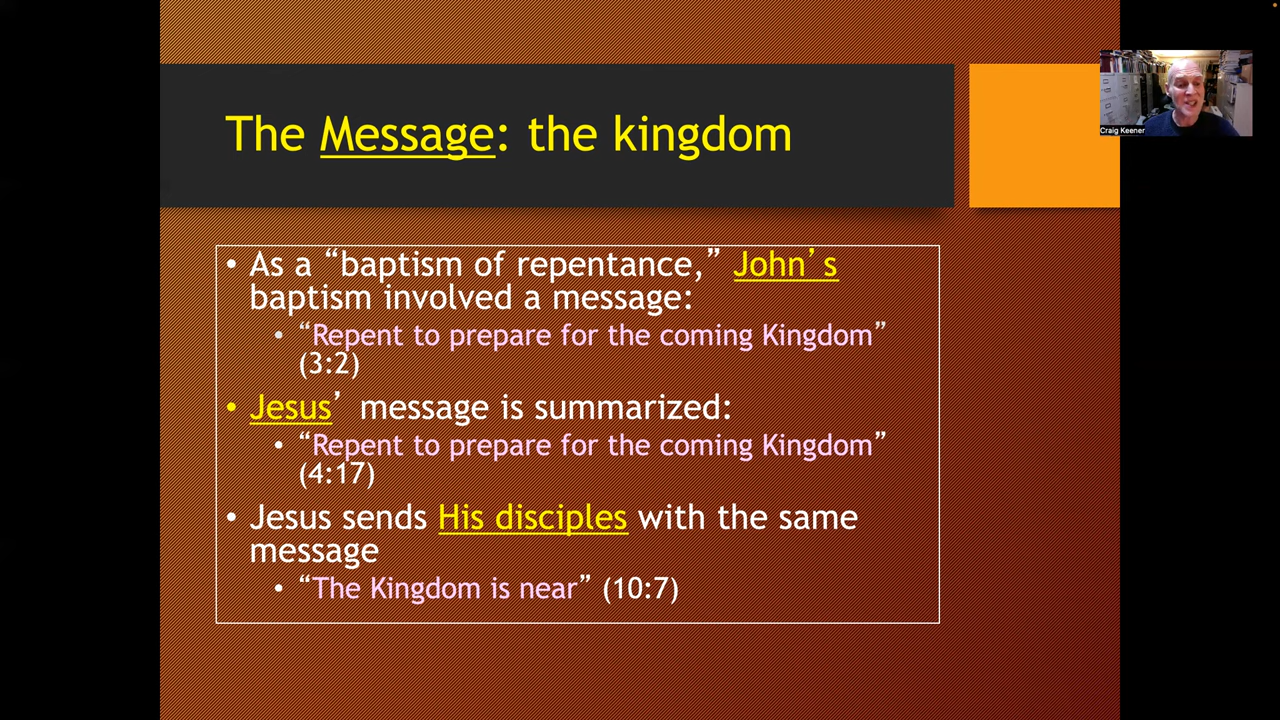 The Message: the kingdom
Craig Keener
• As a “baptism of repentance,” John’s
baptism involved a message:
• “Repent to prepare for the coming Kingdom”
(3:2)
• Jesus’ message is summarized:
• “Repent to prepare for the coming Kingdom”
(4:17)
• Jesus sends His disciples with the same
message
• “The Kingdom is near” (10:7)